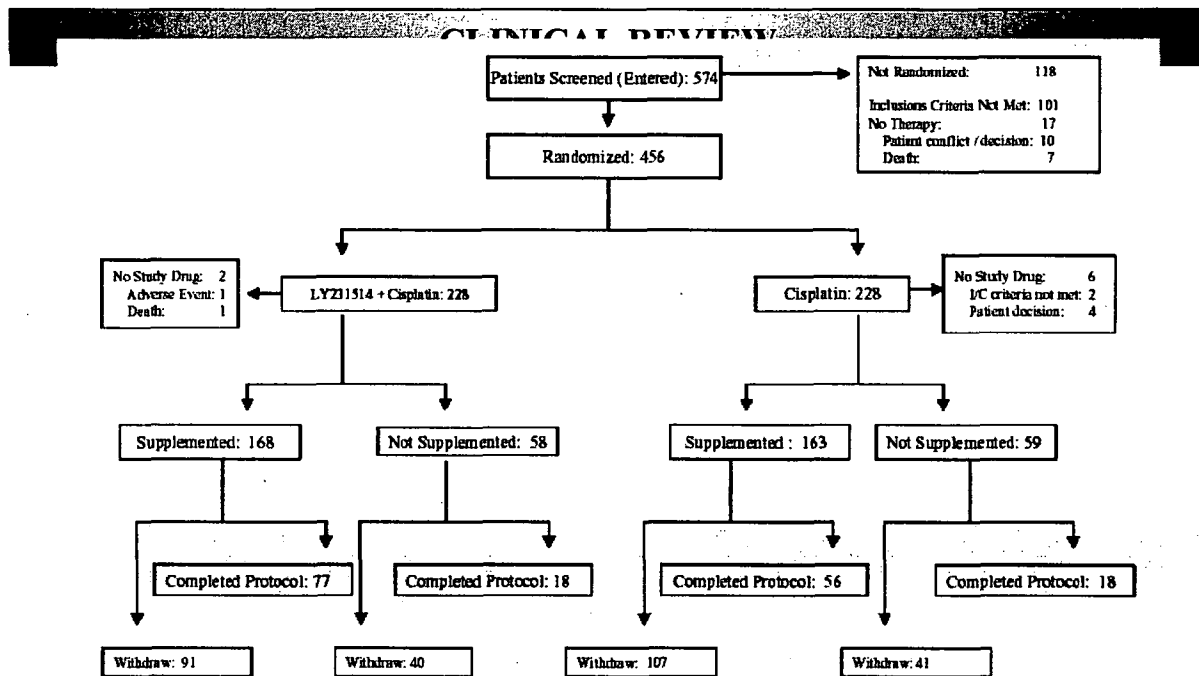 CLINICAL REVIEW
Patients Screened (Entered): 574
Not Randomized: 118
Inclusions Criteria Not Met: 101
No Therapy: 17
Patient conflict / decision: 10
Death: 7
Randomized: 456
No Study Drug: 2
Adverse Event: 1
Death: 1
LY231514 + Cisplatin: 228
Cisplatin: 228
No Study Drug: 6
I/C criteria not met: 2
Patient decision: 4
Supplemented: 168
Not Supplemented: 58
Supplemented : 163
Not Supplemented: 59
Completed Protocol: 77
Completed Protocol: 18
Completed Protocol: 56
Completed Protocol: 18
Withdraw: 91
Withdraw: 40
Withdraw: 107
Withdraw: 41